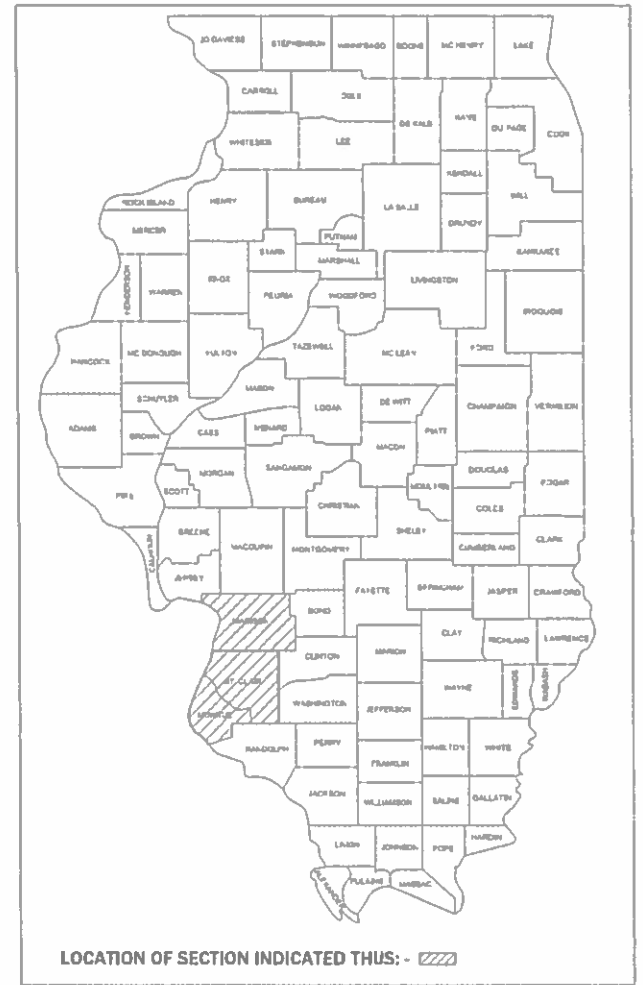 JO DAVIESS STEPHENSON WINNEBAGO BOONE MC HENRY LAKE
CARROLL OGLE
DE KALB KANE DU PAGE COOK
WHITESIDE LEE
KENDALL
WILL
ROCK ISLAND HENRY BUREAU LA SALLE GRUNDY
MERCER PUTNAM
STARK MARSHALL KANKAKEE
HENDERSON WARREN KNOX PEORIA WOODFORD LIVINGSTON IROQUOIS
HANCOCK MC DONOUGH FULTON TAZEWELL MC LEAN FORD
MASON
SCHUYLER LOGAN DE WITT CHAMPAIGN VERMILION
ADAMS BROWN CASS MENARD MACON PIATT
MORGAN SANGAMON DOUGLAS EDGAR
PIKE SCOTT CHRISTIAN MOULTRIE COLES
GREENE MACOUPIN MONTGOMERY SHELBY CUMBERLAND CLARK
CALHOUN JERSEY
FAYETTE EFFINGHAM JASPER CRAWFORD
MADISON BOND
CLAY RICHLAND LAWRENCE
CLINTON MARION
ST. CLAIR WAYNE EDWARDS WABASH
MONROE WASHINGTON JEFFERSON
RANDOLPH PERRY HAMILTON WHITE
FRANKLIN
JACKSON WILLIAMSON SALINE GALLATIN
UNION JOHNSON POPE HARDIN
ALEXANDER PULASKI MASSAC
LOCATION OF SECTION INDICATED THUS: -